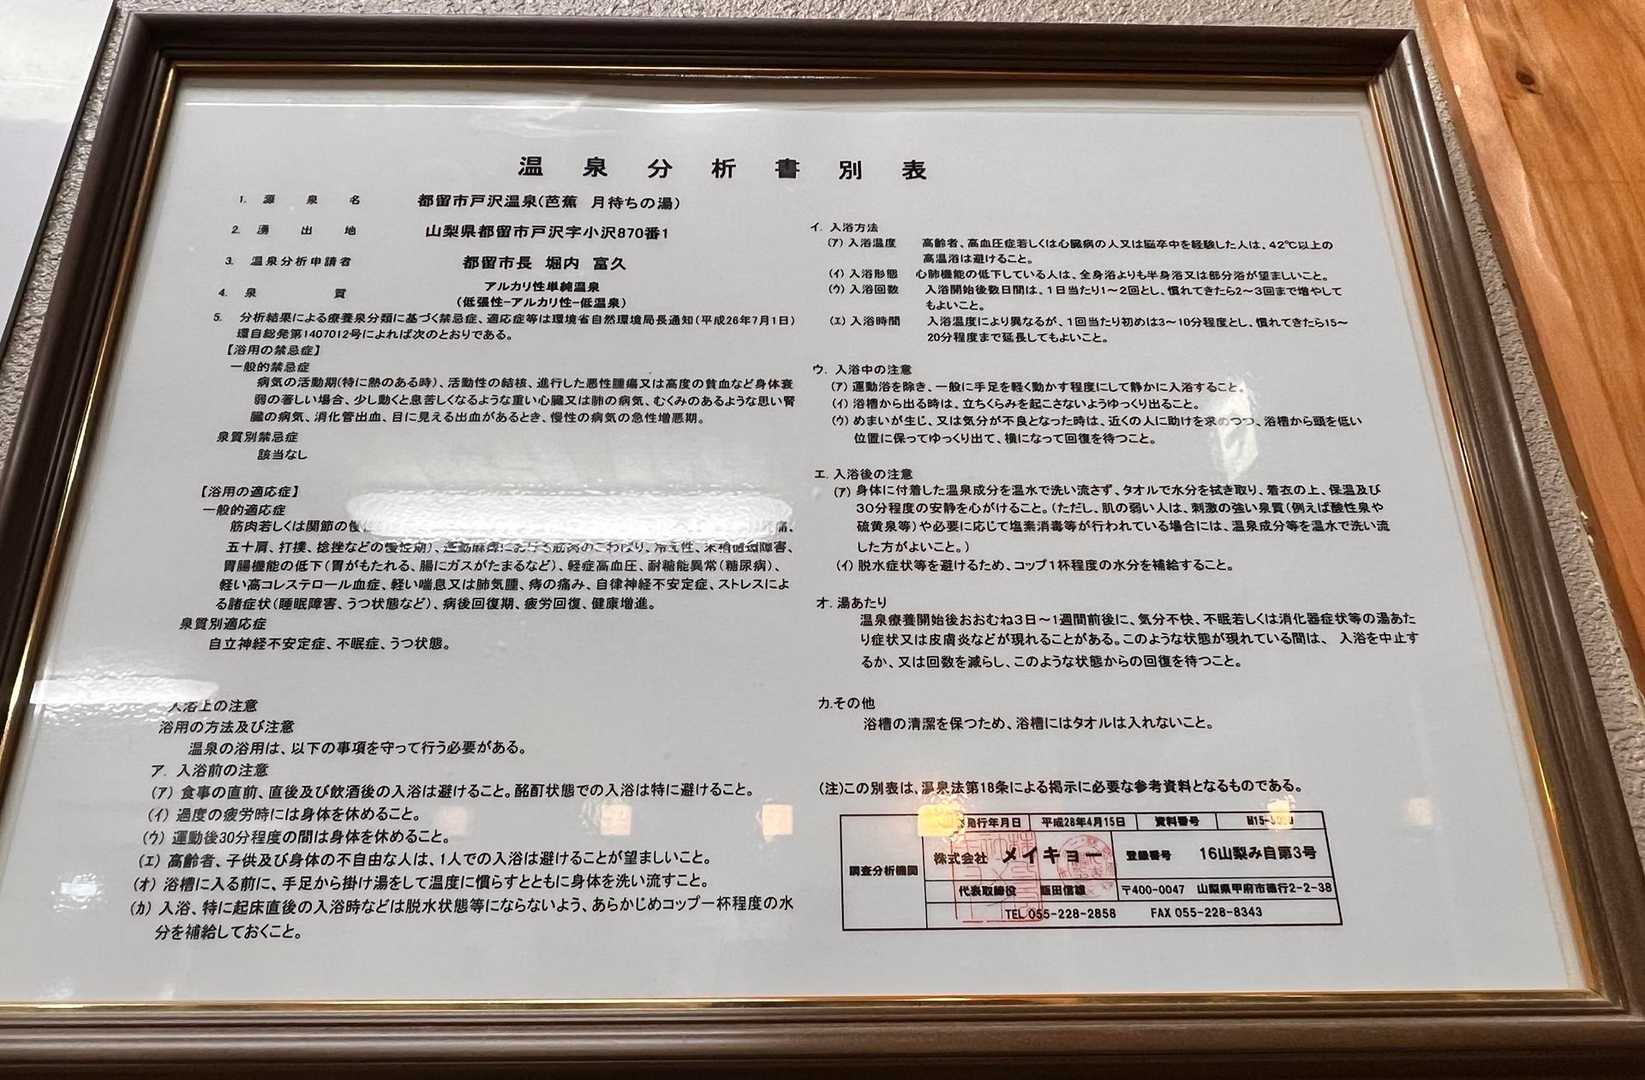 温泉分析書別表
1. 源泉名 都留市戸沢温泉(芭蕉 月待ちの湯)
2. 湧出地 山梨県都留市戸沢字小沢870番1
3. 温泉分析申請者 都留市長 堀内 富久
4. 泉質 アルカリ性単純温泉
(低張性-アルカリ性-低温泉)
5. 分析結果による療養泉分類に基づく禁忌症、適応症等は環境省自然環境局長通知(平成26年7月1日)
環自総発第1407012号によれば次のとおりである。
【浴用の禁忌症】
一般的禁忌症
病気の活動期(特に熱のある時)、活動性の結核、進行した悪性腫瘍又は高度の貧血など身体衰
弱の著しい場合、少し動くと息苦しくなるような重い心臓又は肺の病気、むくみのあるような思い腎
臓の病気、消化管出血、目に見える出血があるとき、慢性の病気の急性増悪期。
泉質別禁忌症
該当なし
【浴用の適応症】
一般的適応症
筋肉若しくは関節の慢
痛、
五十肩、打撲、捻挫などの慢性期)、運動麻痺における筋肉のこわばり、冷え性、末梢循環障害、
胃腸機能の低下(胃がもたれる、腸にガスがたまるなど)、軽症高血圧、耐糖能異常(糖尿病)、
軽い高コレステロール血症、軽い喘息又は肺気腫、痔の痛み、自律神経不安定症、ストレスによ
る諸症状(睡眠障害、うつ状態など)、病後回復期、疲労回復、健康増進。
泉質別適応症
自立神経不安定症、不眠症、うつ状態。
入浴上の注意
浴用の方法及び注意
温泉の浴用は、以下の事項を守って行う必要がある。
ア. 入浴前の注意
(ア) 食事の直前、直後及び飲酒後の入浴は避けること。酩酊状態での入浴は特に避けること。
(イ) 過度の疲労時には身体を休めること。
(ウ) 運動後30分程度の間は身体を休めること。
(エ) 高齢者、子供及び身体の不自由な人は、1人での入浴は避けることが望ましいこと。
(オ) 浴槽に入る前に、手足から掛け湯をして温度に慣らすとともに身体を洗い流すこと。
(カ) 入浴、特に起床直後の入浴時などは脱水状態等にならないよう、あらかじめコップ一杯程度の水
分を補給しておくこと。
イ. 入浴方法
(ア) 入浴温度 高齢者、高血圧症若しくは心臓病の人又は脳卒中を経験した人は、42℃以上の
高温浴は避けること。
(イ) 入浴形態 心肺機能の低下している人は、全身浴よりも半身浴又は部分浴が望ましいこと。
(ウ) 入浴回数 入浴開始後数日間は、1日当たり1～2回とし、慣れてきたら2～3回まで増やして
もよいこと。
(エ) 入浴時間 入浴温度により異なるが、1回当たり初めは3～10分程度とし、慣れてきたら15～
20分程度まで延長してもよいこと。
ウ. 入浴中の注意
(ア) 運動浴を除き、一般に手足を軽く動かす程度にして静かに入浴すること。
(イ) 浴槽から出る時は、立ちくらみを起こさないようゆっくり出ること。
(ウ) めまいが生じ、又は気分が不良となった時は、近くの人に助けを求めつつ、浴槽から頭を低い
位置に保ってゆっくり出て、横になって回復を待つこと。
エ. 入浴後の注意
(ア) 身体に付着した温泉成分を温水で洗い流さず、タオルで水分を拭き取り、着衣の上、保温及び
30分程度の安静を心がけること。(ただし、肌の弱い人は、刺激の強い泉質(例えば酸性泉や
硫黄泉等)や必要に応じて塩素消毒等が行われている場合には、温泉成分等を温水で洗い流
した方がよいこと。)
(イ) 脱水症状等を避けるため、コップ1杯程度の水分を補給すること。
オ. 湯あたり
温泉療養開始後おおむね3日～1週間前後に、気分不快、不眠若しくは消化器症状等の湯あた
り症状又は皮膚炎などが現れることがある。このような状態が現れている間は、 入浴を中止す
るか、又は回数を減らし、このような状態からの回復を待つこと。
カ.その他
浴槽の清潔を保つため、浴槽にはタオルは入れないこと。
(注)この別表は、温泉法第18条による掲示に必要な参考資料となるものである。
調査分析機関 発行年月日 平成28年4月15日 資料番号
株式会社 メイキョー 登録番号 16山梨み自第3号
代表取締役 飯田信雄 〒400-0047 山梨県甲府市徳行2-2-38
TEL 055-228-2858 FAX 055-228-8343